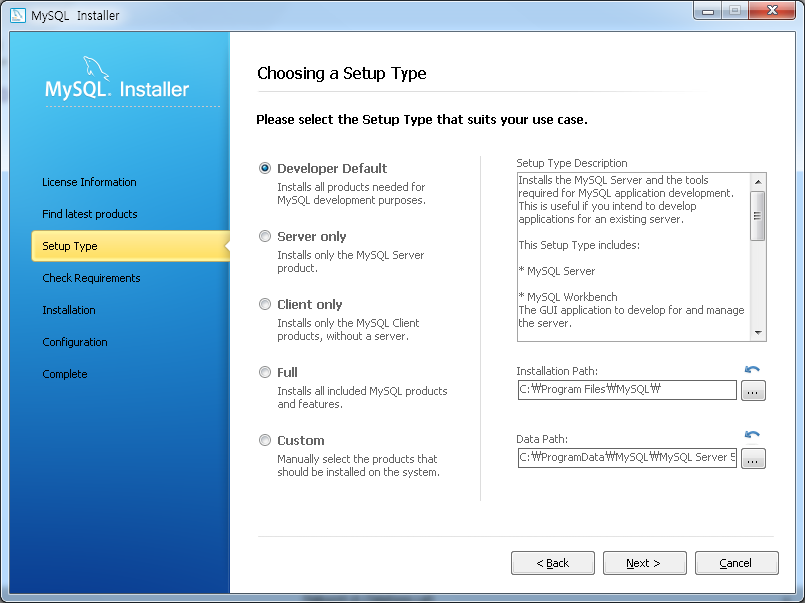 MySQL Installer
MySQL. Installer
License Information
Find latest products
Setup Type
Check Requirements
Installation
Configuration
Complete
Choosing a Setup Type
Please select the Setup Type that suits your use case.
Developer Default
Installs all products needed for
MySQL development purposes.
Server only
Installs only the MySQL Server
product.
Client only
Installs only the MySQL Client
products, without a server.
Full
Installs all included MySQL products
and features.
Custom
Manually select the products that
should be installed on the system.
Setup Type Description
Installs the MySQL Server and the tools
required for MySQL application development.
This is useful if you intend to develop
applications for an existing server.
This Setup Type includes:
* MySQL Server
* MySQL Workbench
The GUI application to develop for and manage
the server.
Installation Path:
C:₩Program Files₩MySQL₩
...
Data Path:
C:₩ProgramData₩MySQL₩MySQL Server 5
...
< Back
Next >
Cancel